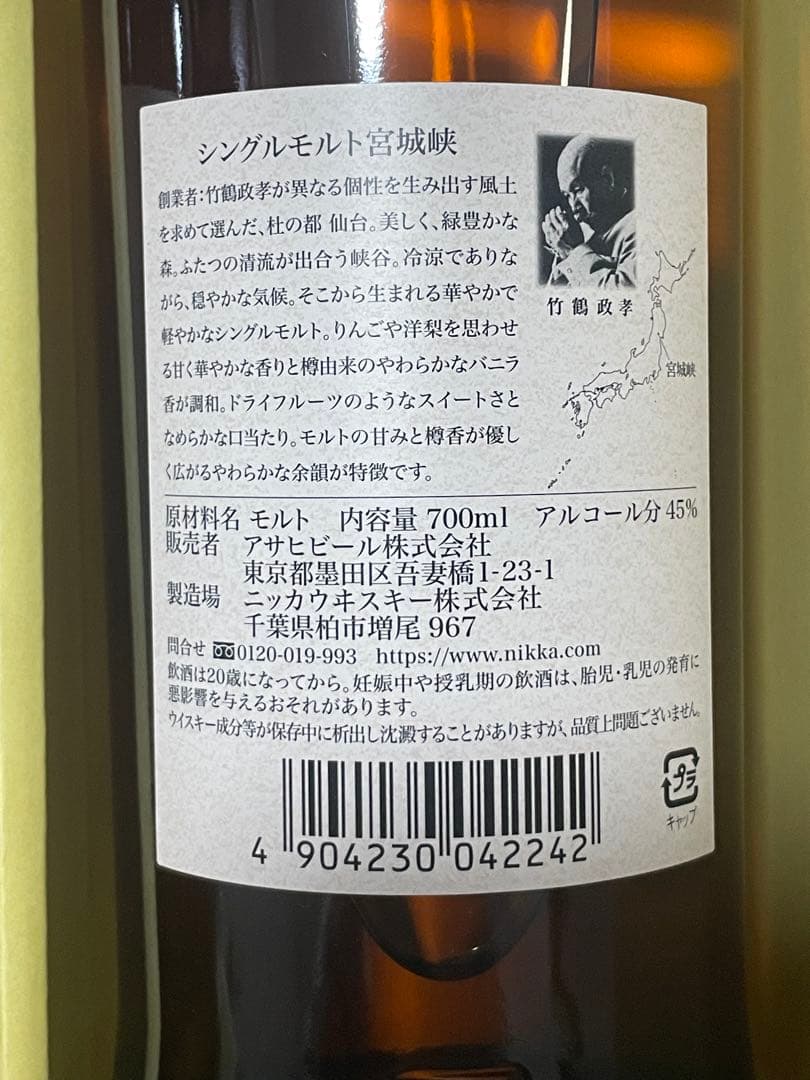 シングルモルト宮城峡
創業者:竹鶴政孝が異なる個性を生み出す風土
を求めて選んだ、杜の都 仙台。美しく、緑豊かな
森。ふたつの清流が出合う峡谷。冷涼でありな
がら、穏やかな気候。そこから生まれる華やかで
軽やかなシングルモルト。りんごや洋梨を思わせ
る甘く華やかな香りと樽由来のやわらかなバニラ
香が調和。ドライフルーツのようなスイートさと
なめらかな口当たり。モルトの甘みと樽香が優し
く広がるやわらかな余韻が特徴です。
竹鶴政孝
宮城峡
原材料名 モルト 内容量 700ml アルコール分 45%
販売者 アサヒビール株式会社
東京都墨田区吾妻橋1-23-1
製造場 ニッカウヰスキー株式会社
千葉県柏市増尾 967
問合せ 0120-019-993 https://www.nikka.com
飲酒は20歳になってから。妊娠中や授乳期の飲酒は、胎児・乳児の発育に
悪影響を与えるおそれがあります。
ウイスキー成分等が保存中に析出し沈澱することがありますが、品質上問題ございません。
プラ
キャップ
4 904230 042242